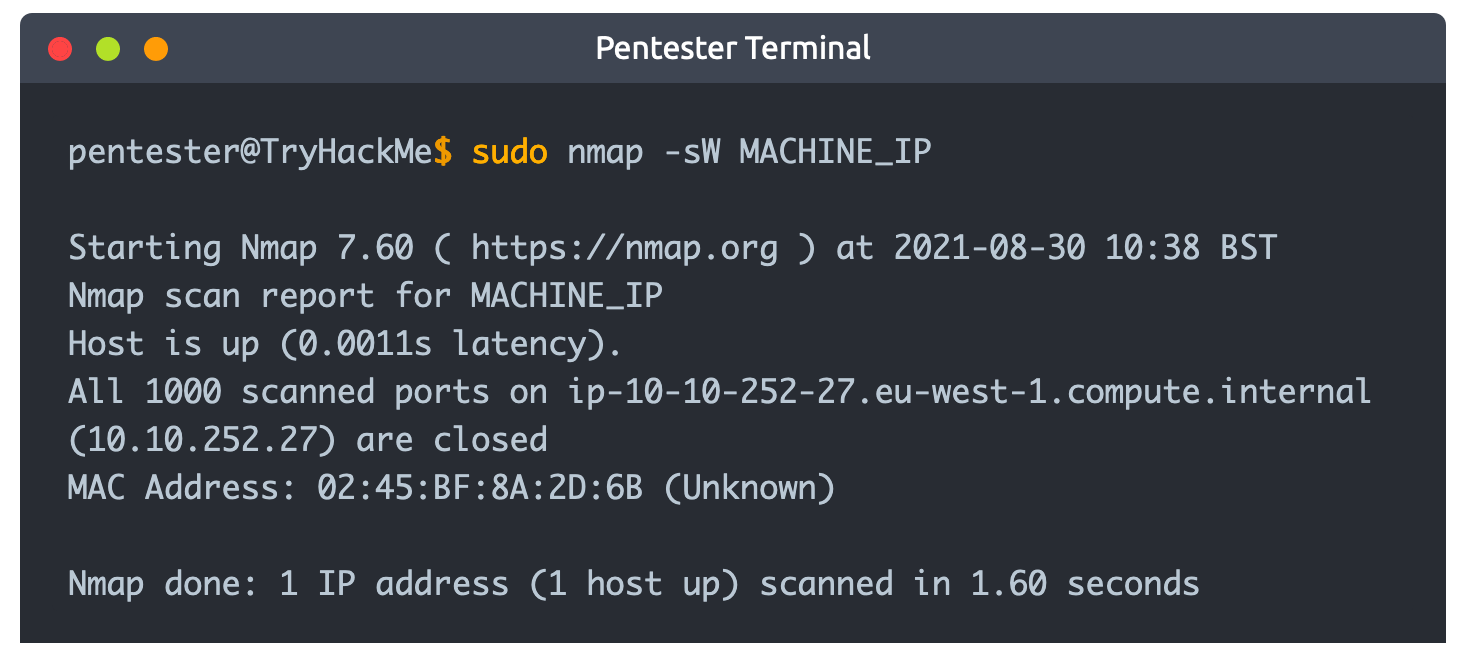 Pentester Terminal
pentester@TryHackMe$ sudo nmap -sW MACHINE_IP
Starting Nmap 7.60 ( https://nmap.org ) at 2021-08-30 10:38 BST
Nmap scan report for MACHINE_IP
Host is up (0.0011s latency).
All 1000 scanned ports on ip-10-10-252-27.eu-west-1.compute.internal
(10.10.252.27) are closed
MAC Address: 02:45:BF:8A:2D:6B (Unknown)
Nmap done: 1 IP address (1 host up) scanned in 1.60 seconds